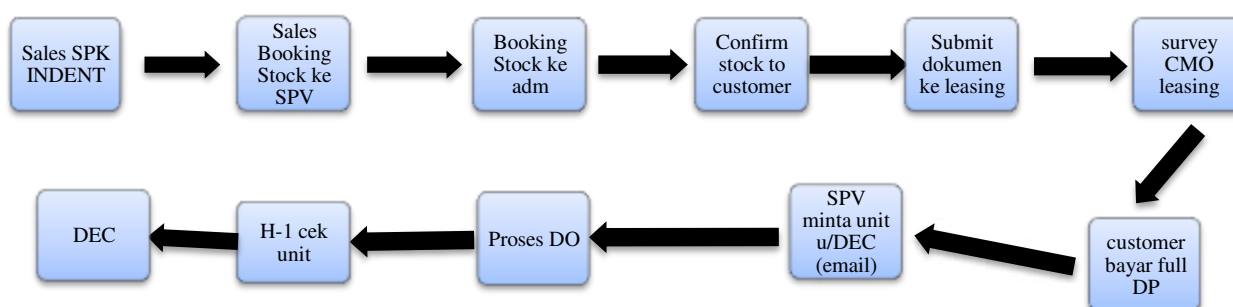 Sales SPK
INDENT
Sales
Booking
Stock ke
SPV
Booking
Stock ke
adm
Confirm
stock to
customer
Submit
dokumen
ke leasing
survey
CMO
leasing
customer
bayar full
DP
SPV
minta unit
u/DEC
(email)
Proses DO
H-1 cek
unit
DEC